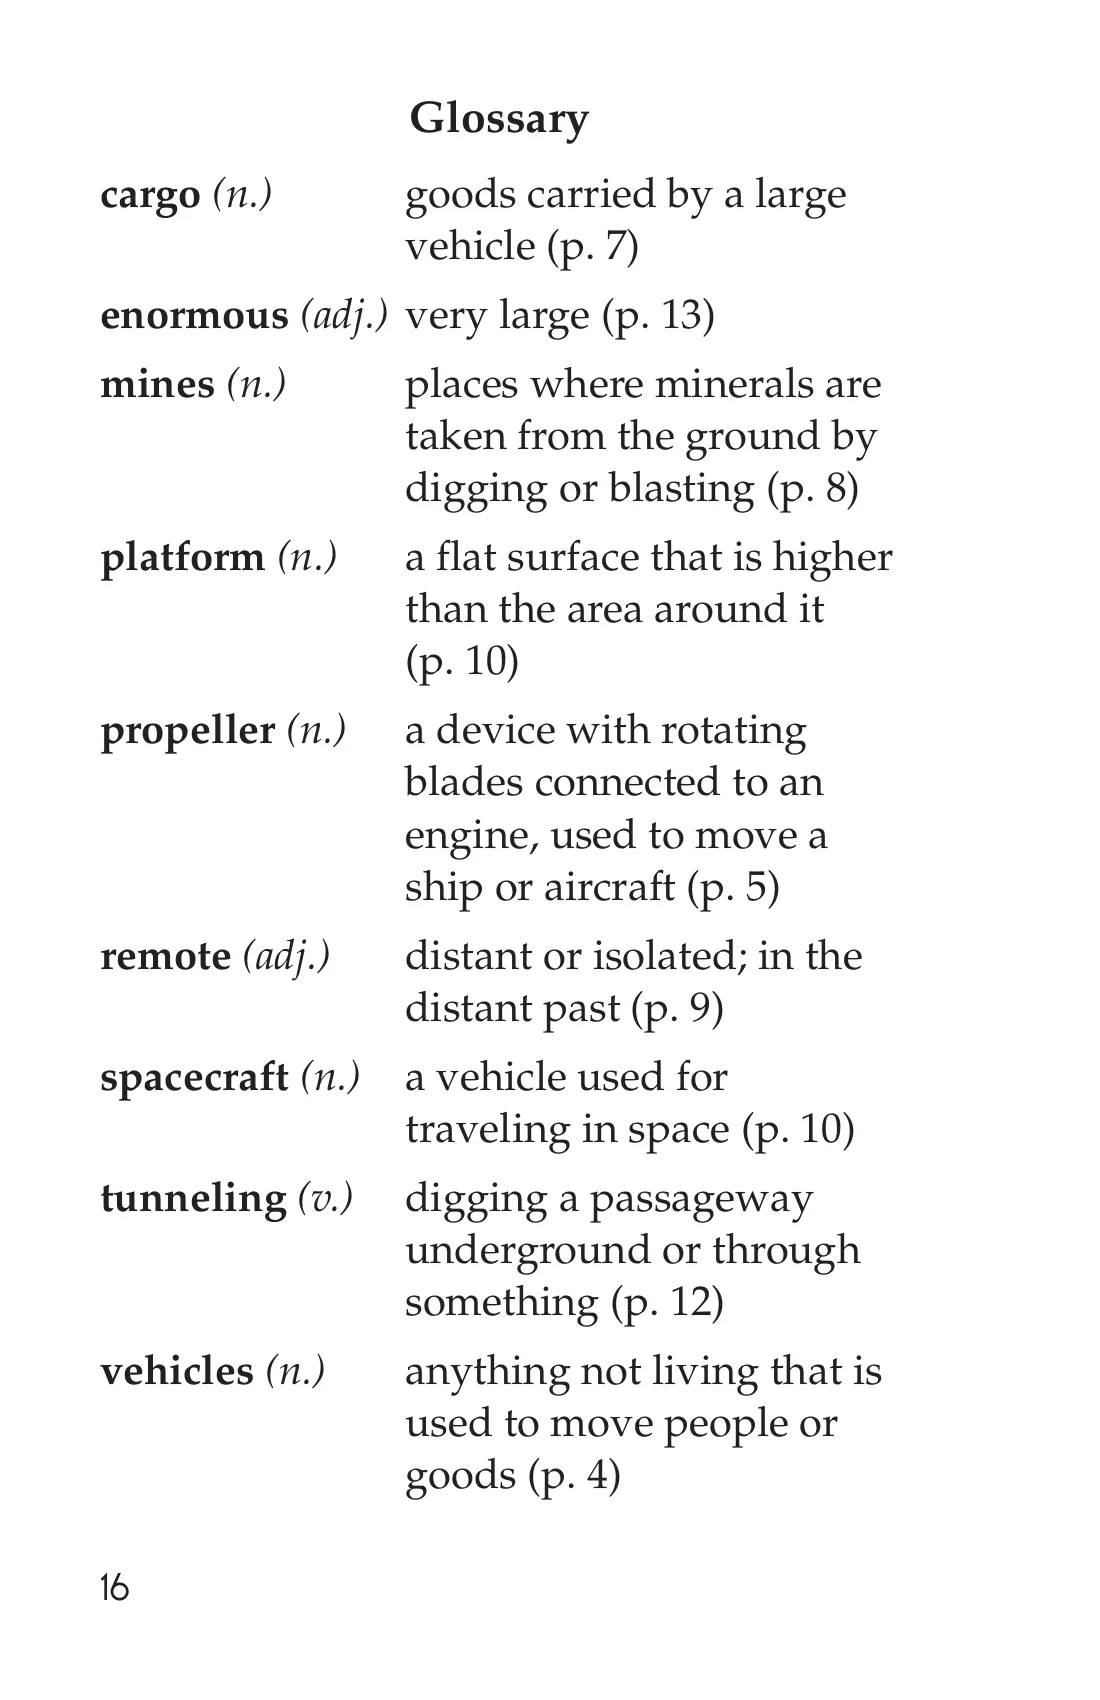 Glossary
cargo (n.) goods carried by a large
vehicle (p. 7)
enormous (adj.) very large (p. 13)
mines (n.) places where minerals are
taken from the ground by
digging or blasting (p. 8)
platform (n.) a flat surface that is higher
than the area around it
(p. 10)
propeller (n.) a device with rotating
blades connected to an
engine, used to move a
ship or aircraft (p. 5)
remote (adj.) distant or isolated; in the
distant past (p. 9)
spacecraft (n.) a vehicle used for
traveling in space (p. 10)
tunneling (v.) digging a passageway
underground or through
something (p. 12)
vehicles (n.) anything not living that is
used to move people or
goods (p. 4)
16